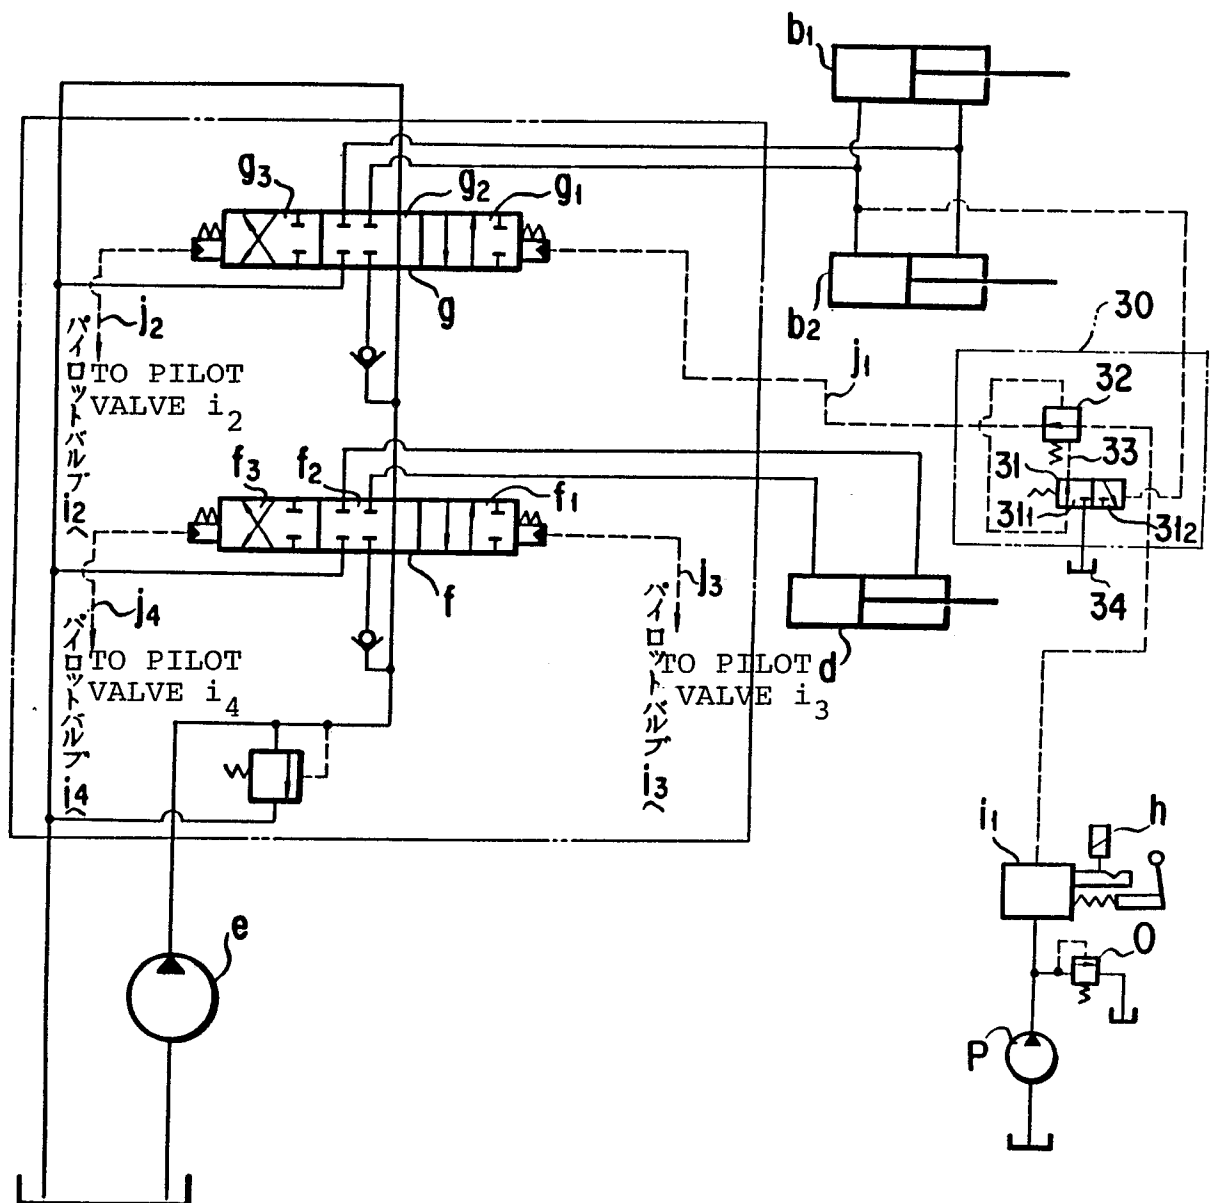 b1
g3
g2
g1
g
b2
30
j2
j1
パイロットバルブi2へ
TO PILOT
VALVE i2
32
33
31
311
312
34
f3
f2
f1
f
j4
j3
d
パイロットバルブi4へ
TO PILOT
VALVE i4
パイロットバルブi3へ
TO PILOT
VALVE i3
h
i1
e
O
P